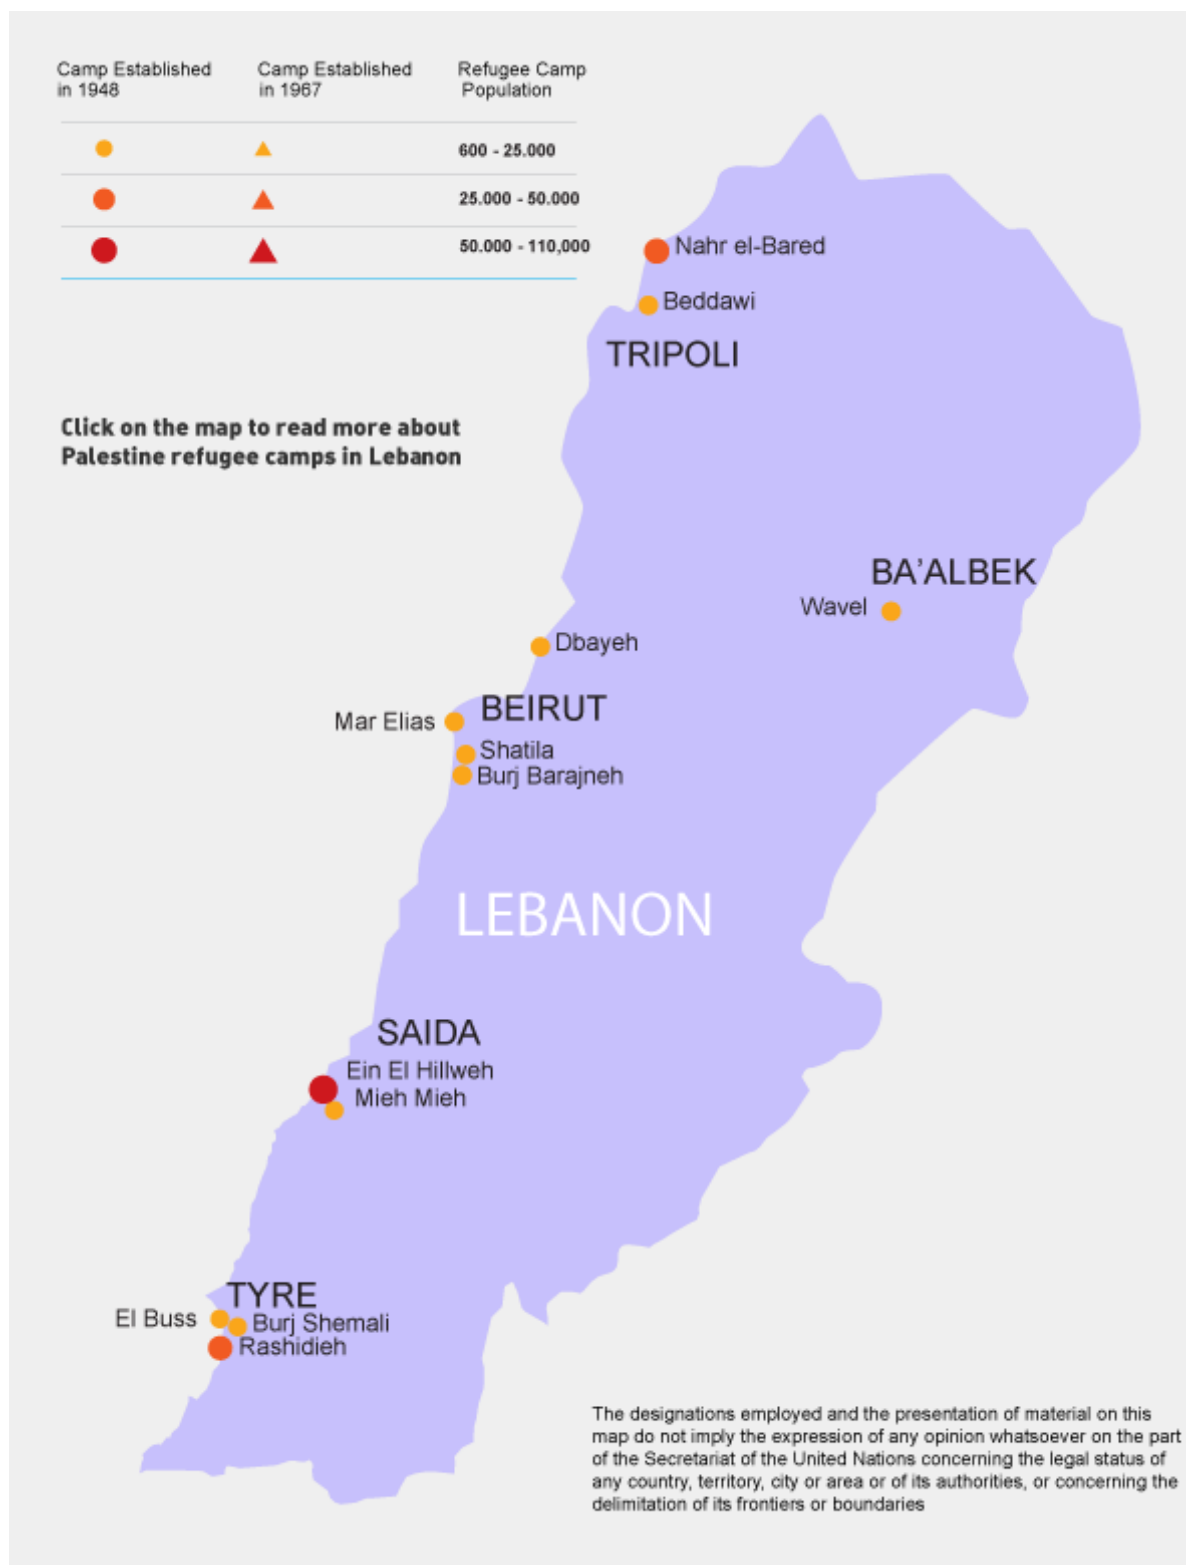 Camp Established
in 1948
Camp Established
in 1967
Refugee Camp
Population
600 - 25.000
25.000 - 50.000
50.000 - 110,000
Nahr el-Bared
Beddawi
TRIPOLI
Click on the map to read more about
Palestine refugee camps in Lebanon
BA'ALBEK
Wavel
Dbayeh
BEIRUT
Mar Elias
Shatila
Burj Barajneh
LEBANON
SAIDA
Ein El Hillweh
Mieh Mieh
TYRE
El Buss
Burj Shemali
Rashidieh
The designations employed and the presentation of material on this
map do not imply the expression of any opinion whatsoever on the part
of the Secretariat of the United Nations concerning the legal status of
any country, territory, city or area or of its authorities, or concerning the
delimitation of its frontiers or boundaries